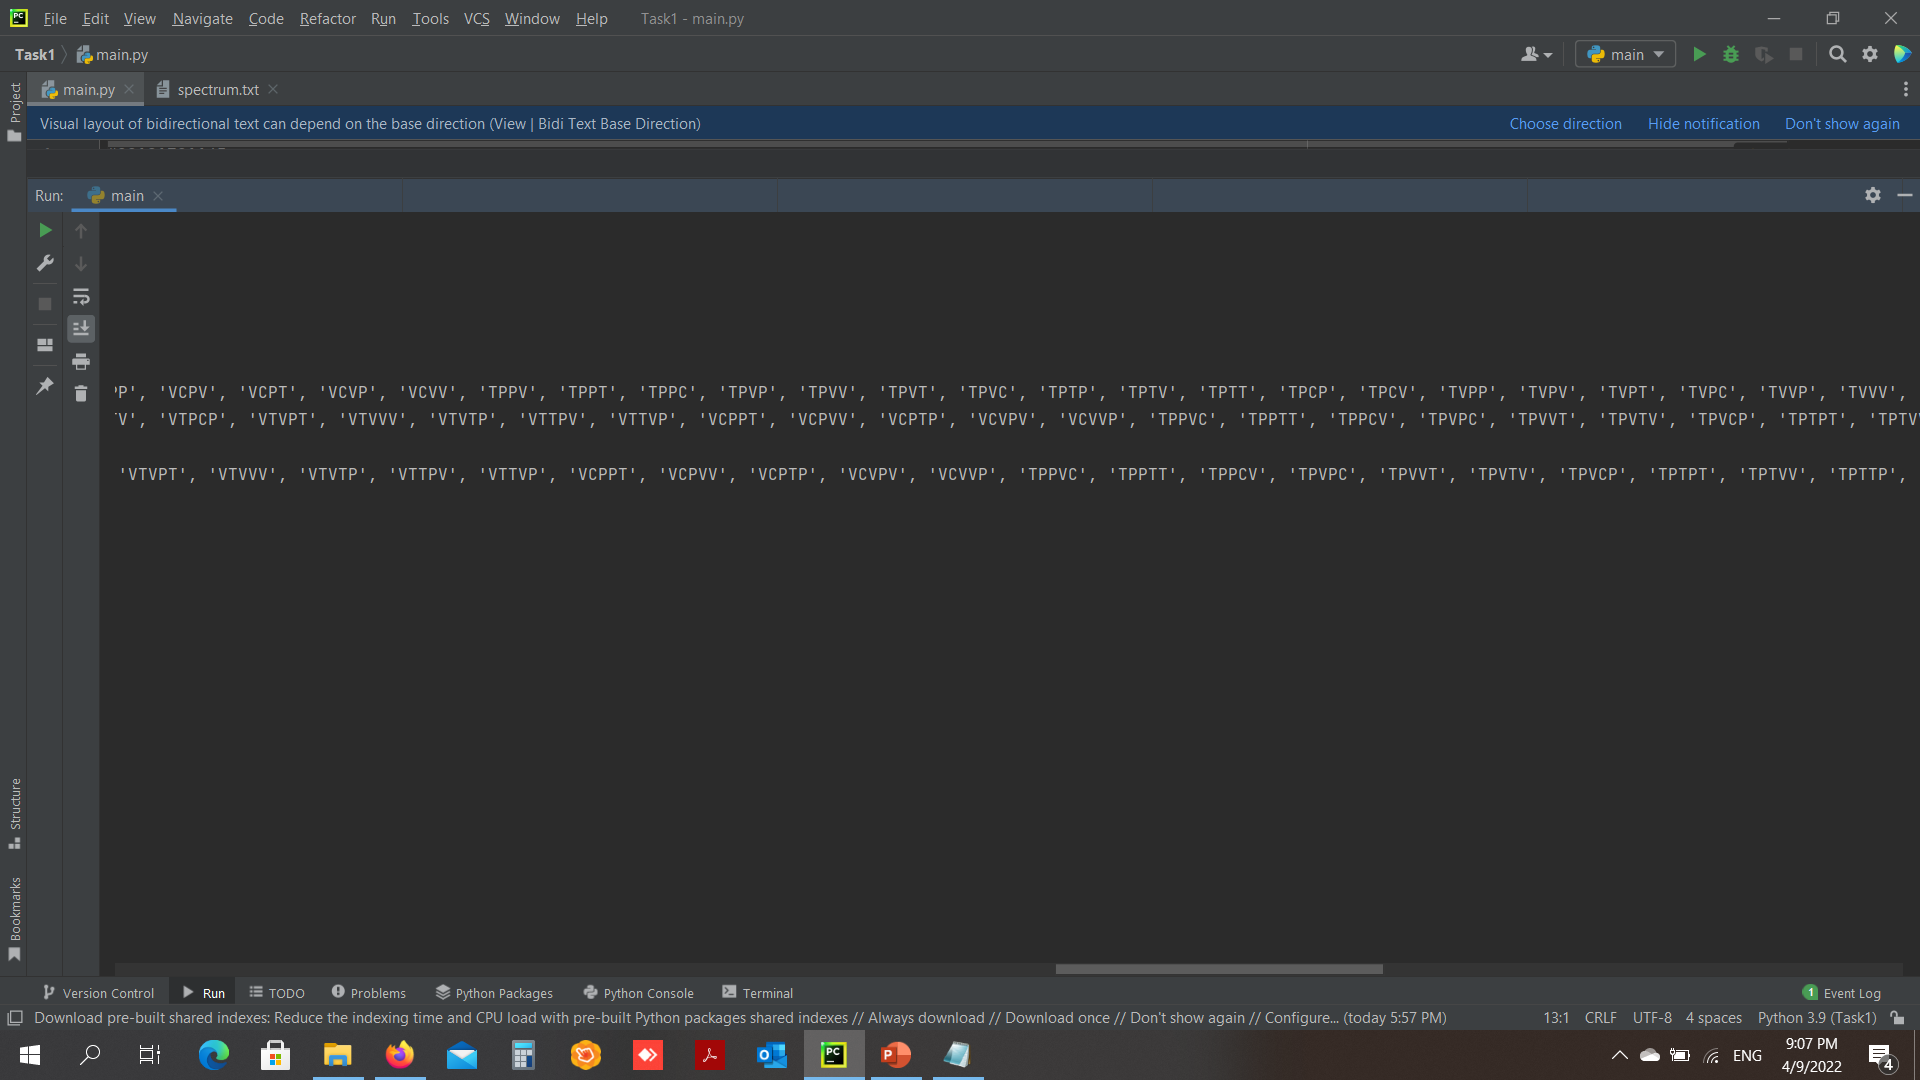 File Edit View Navigate Code Refactor Run Tools VCS Window Help Task1 - main.py
Task1 main.py main
main.py spectrum.txt
Visual layout of bidirectional text can depend on the base direction (View | Bidi Text Base Direction) Choose direction Hide notification Don't show again
Run: main
Project
PP', 'VCPV', 'VCPT', 'VCVP', 'VCVV', 'TPPV', 'TPPT', 'TPPC', 'TPVP', 'TPVV', 'TPVT', 'TPVC', 'TPTP', 'TPTV', 'TPTT', 'TPCP', 'TPCV', 'TVPP', 'TVPV', 'TVPT', 'TVPC', 'TVVP', 'TVVV',
TV', 'VTPCP', 'VTVPT', 'VTVVV', 'VTVTP', 'VTTPV', 'VTTVP', 'VCPPT', 'VCPVV', 'VCPTP', 'VCVPV', 'VCVVP', 'TPPVC', 'TPPTT', 'TPPCV', 'TPVPC', 'TPVVT', 'TPVTV', 'TPVCP', 'TPTPT', 'TPTV
'VTVPT', 'VTVVV', 'VTVTP', 'VTTPV', 'VTTVP', 'VCPPT', 'VCPVV', 'VCPTP', 'VCVPV', 'VCVVP', 'TPPVC', 'TPPTT', 'TPPCV', 'TPVPC', 'TPVVT', 'TPVTV', 'TPVCP', 'TPTPT', 'TPTVV', 'TPTTP',
Structure
Bookmarks
Version Control Run TODO Problems Python Packages Python Console Terminal 1 Event Log
Download pre-built shared indexes: Reduce the indexing time and CPU load with pre-built Python packages shared indexes // Always download // Download once // Don't show again // Configure... (today 5:57 PM) 13:1 CRLF UTF-8 4 spaces Python 3.9 (Task1)
ENG 9:07 PM
4/9/2022 4